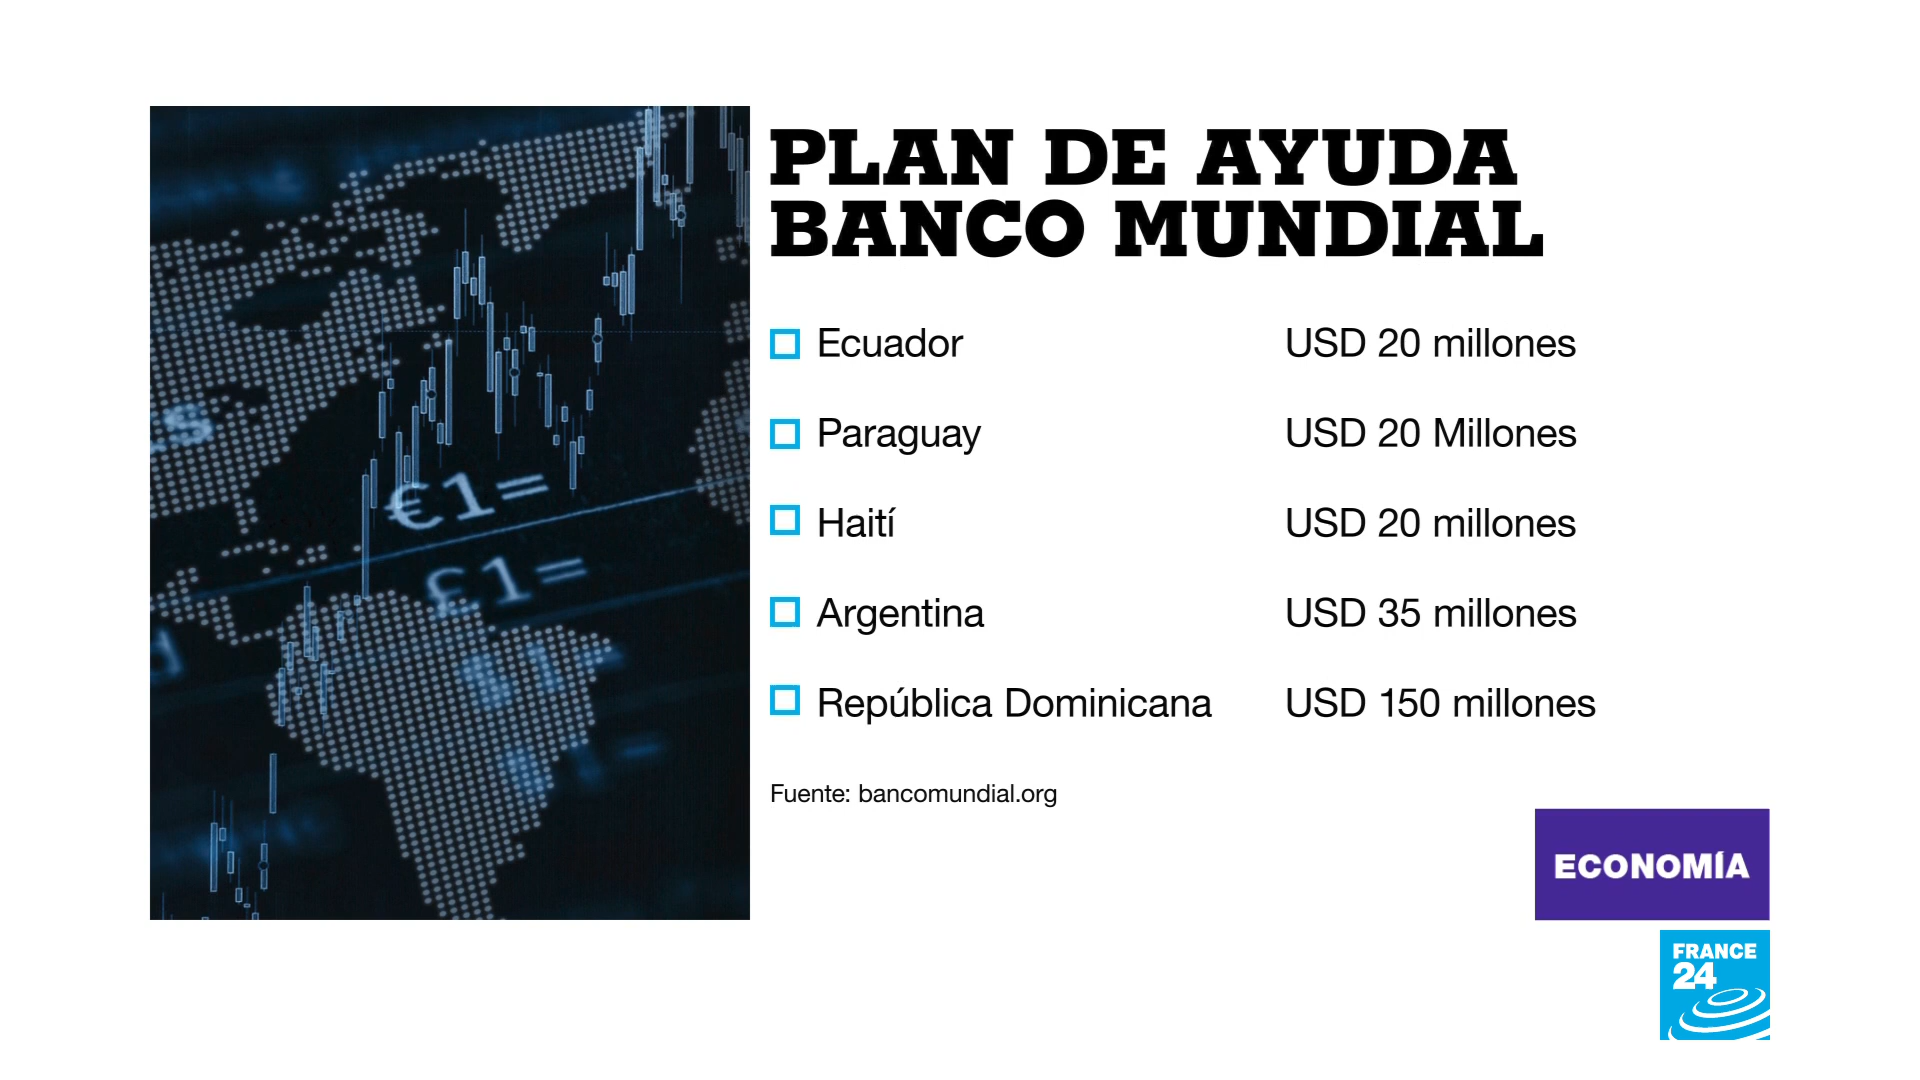 PLAN DE AYUDA
BANCO MUNDIAL
Ecuador USD 20 millones
Paraguay USD 20 Millones
Haití USD 20 millones
Argentina USD 35 millones
República Dominicana USD 150 millones
Fuente: bancomundial.org
€1=
£1=
$1=
ECONOMÍA
FRANCE
24